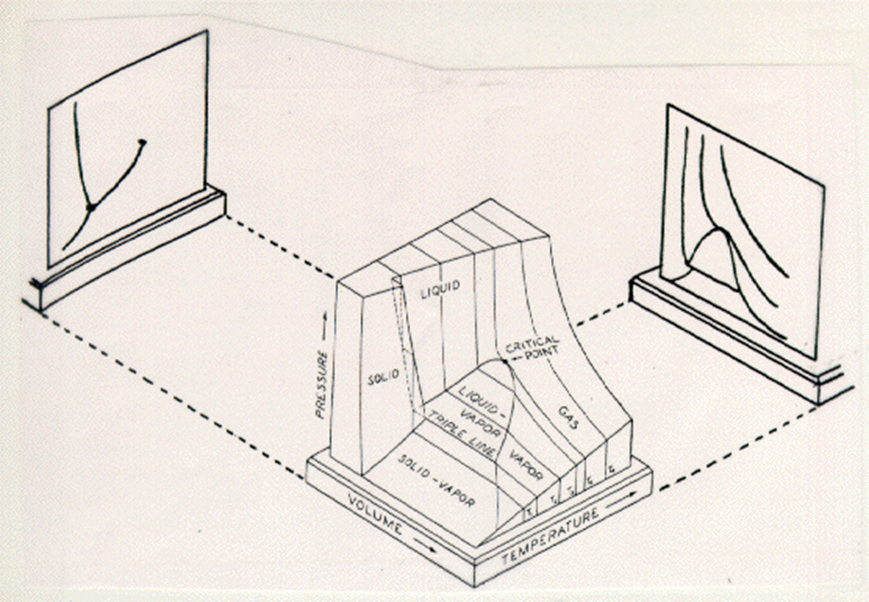 LIQUID
CRITICAL
POINT
SOLID
PRESSURE
LIQUID-
VAPOR
TRIPLE LINE
GAS
VAPOR
SOLID-VAPOR
VOLUME
TEMPERATURE